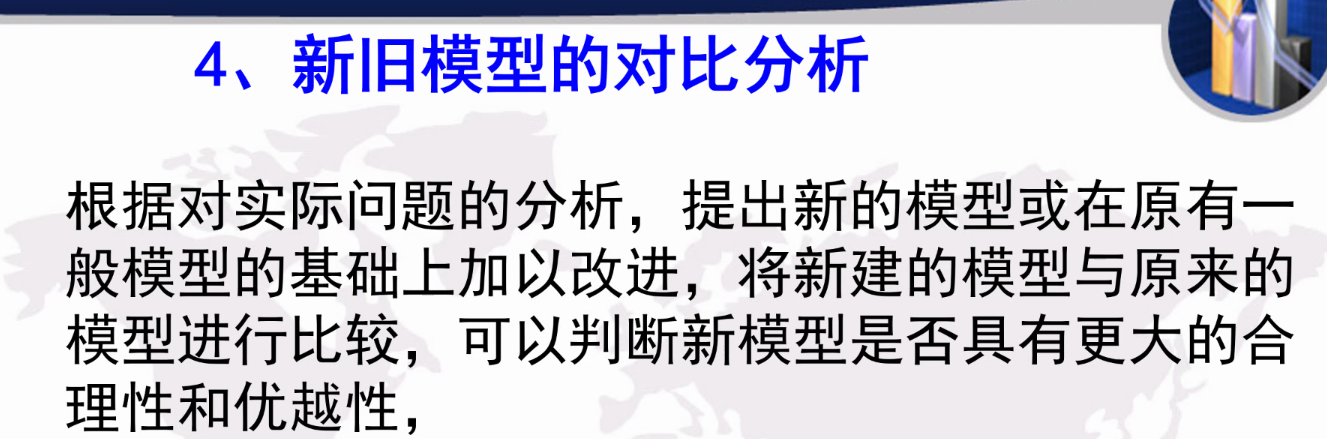 4、新旧模型的对比分析
根据对实际问题的分析，提出新的模型或在原有一
般模型的基础上加以改进，将新建的模型与原来的
模型进行比较，可以判断新模型是否具有更大的合
理性和优越性，